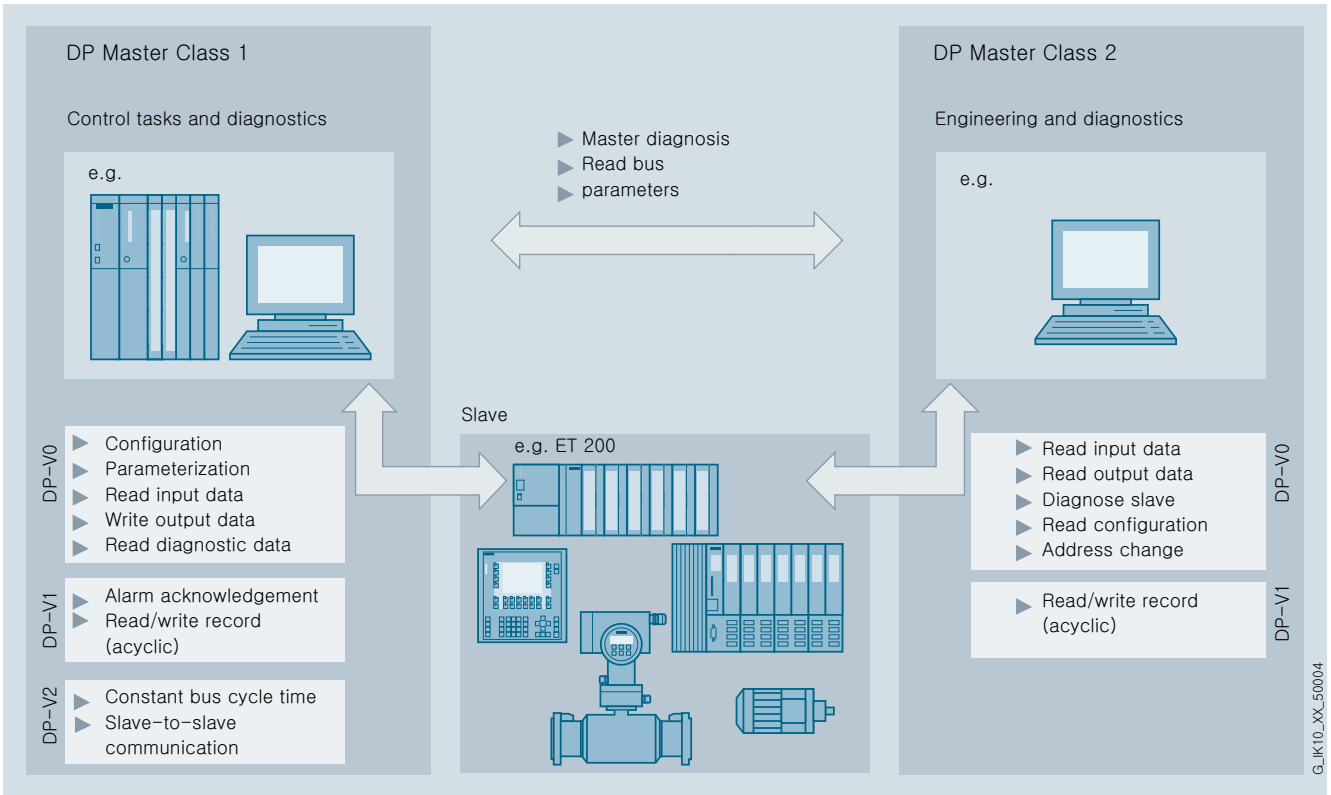 DP Master Class 1
Control tasks and diagnostics
e.g.
DP-V0
Configuration
Parameterization
Read input data
Write output data
Read diagnostic data
DP-V1
Alarm acknowledgement
Read/write record
(acyclic)
DP-V2
Constant bus cycle time
Slave-to-slave
communication
Master diagnosis
Read bus
parameters
Slave
e.g. ET 200
DP Master Class 2
Engineering and diagnostics
e.g.
Read input data
Read output data
Diagnose slave
Read configuration
Address change
DP-V0
Read/write record
(acyclic)
DP-V1
G_IK10_XX_50004